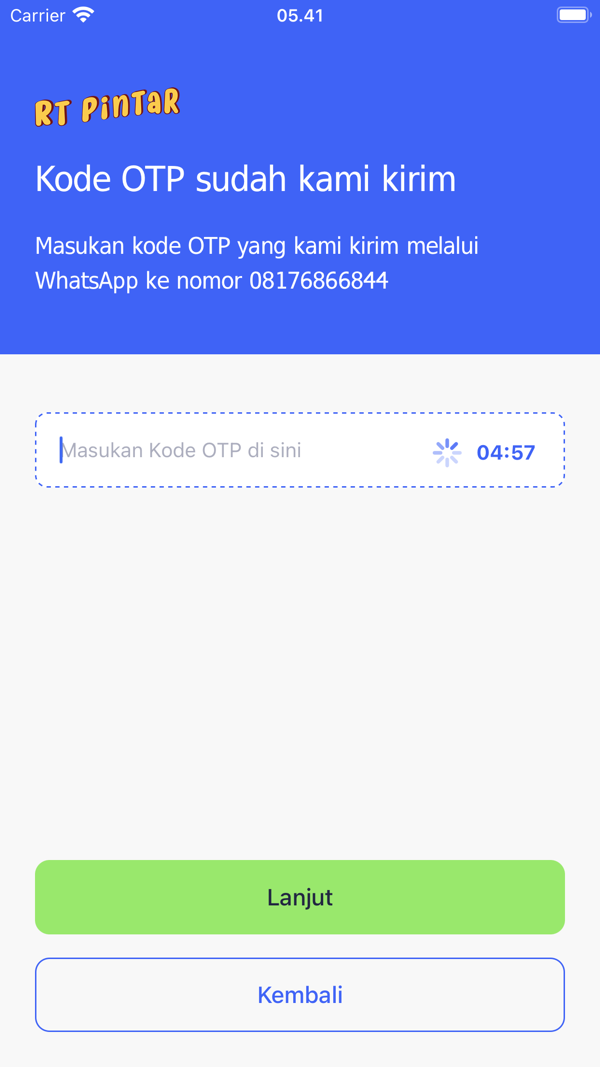 Carrier 05.41
RT PiNTaR
Kode OTP sudah kami kirim
Masukan kode OTP yang kami kirim melalui
WhatsApp ke nomor 08176866844
Masukan Kode OTP di sini 04:57
Lanjut
Kembali